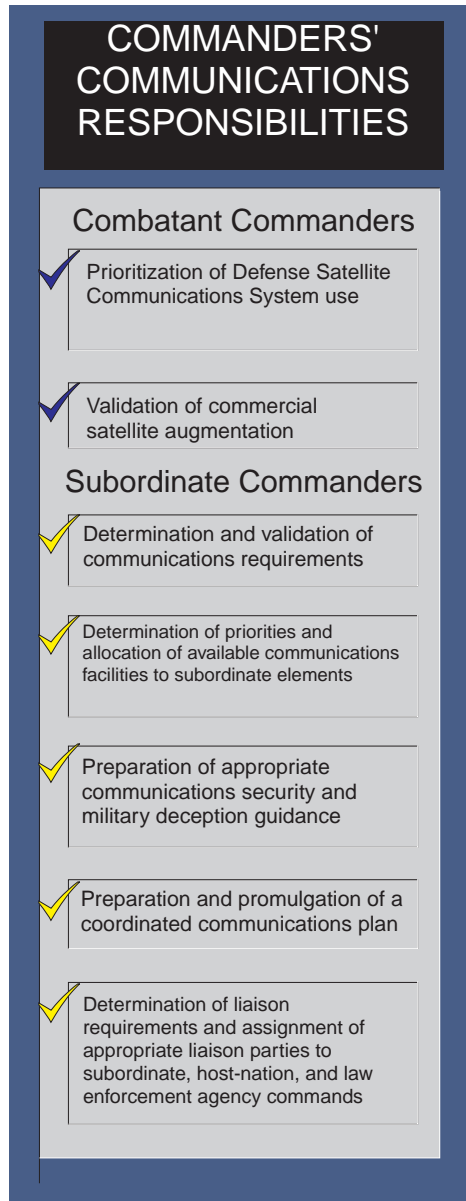 COMMANDERS'
COMMUNICATIONS
RESPONSIBILITIES
Combatant Commanders
Prioritization of Defense Satellite
Communications System use
Validation of commercial
satellite augmentation
Subordinate Commanders
Determination and validation of
communications requirements
Determination of priorities and
allocation of available communications
facilities to subordinate elements
Preparation of appropriate
communications security and
military deception guidance
Preparation and promulgation of a
coordinated communications plan
Determination of liaison
requirements and assignment of
appropriate liaison parties to
subordinate, host-nation, and law
enforcement agency commands